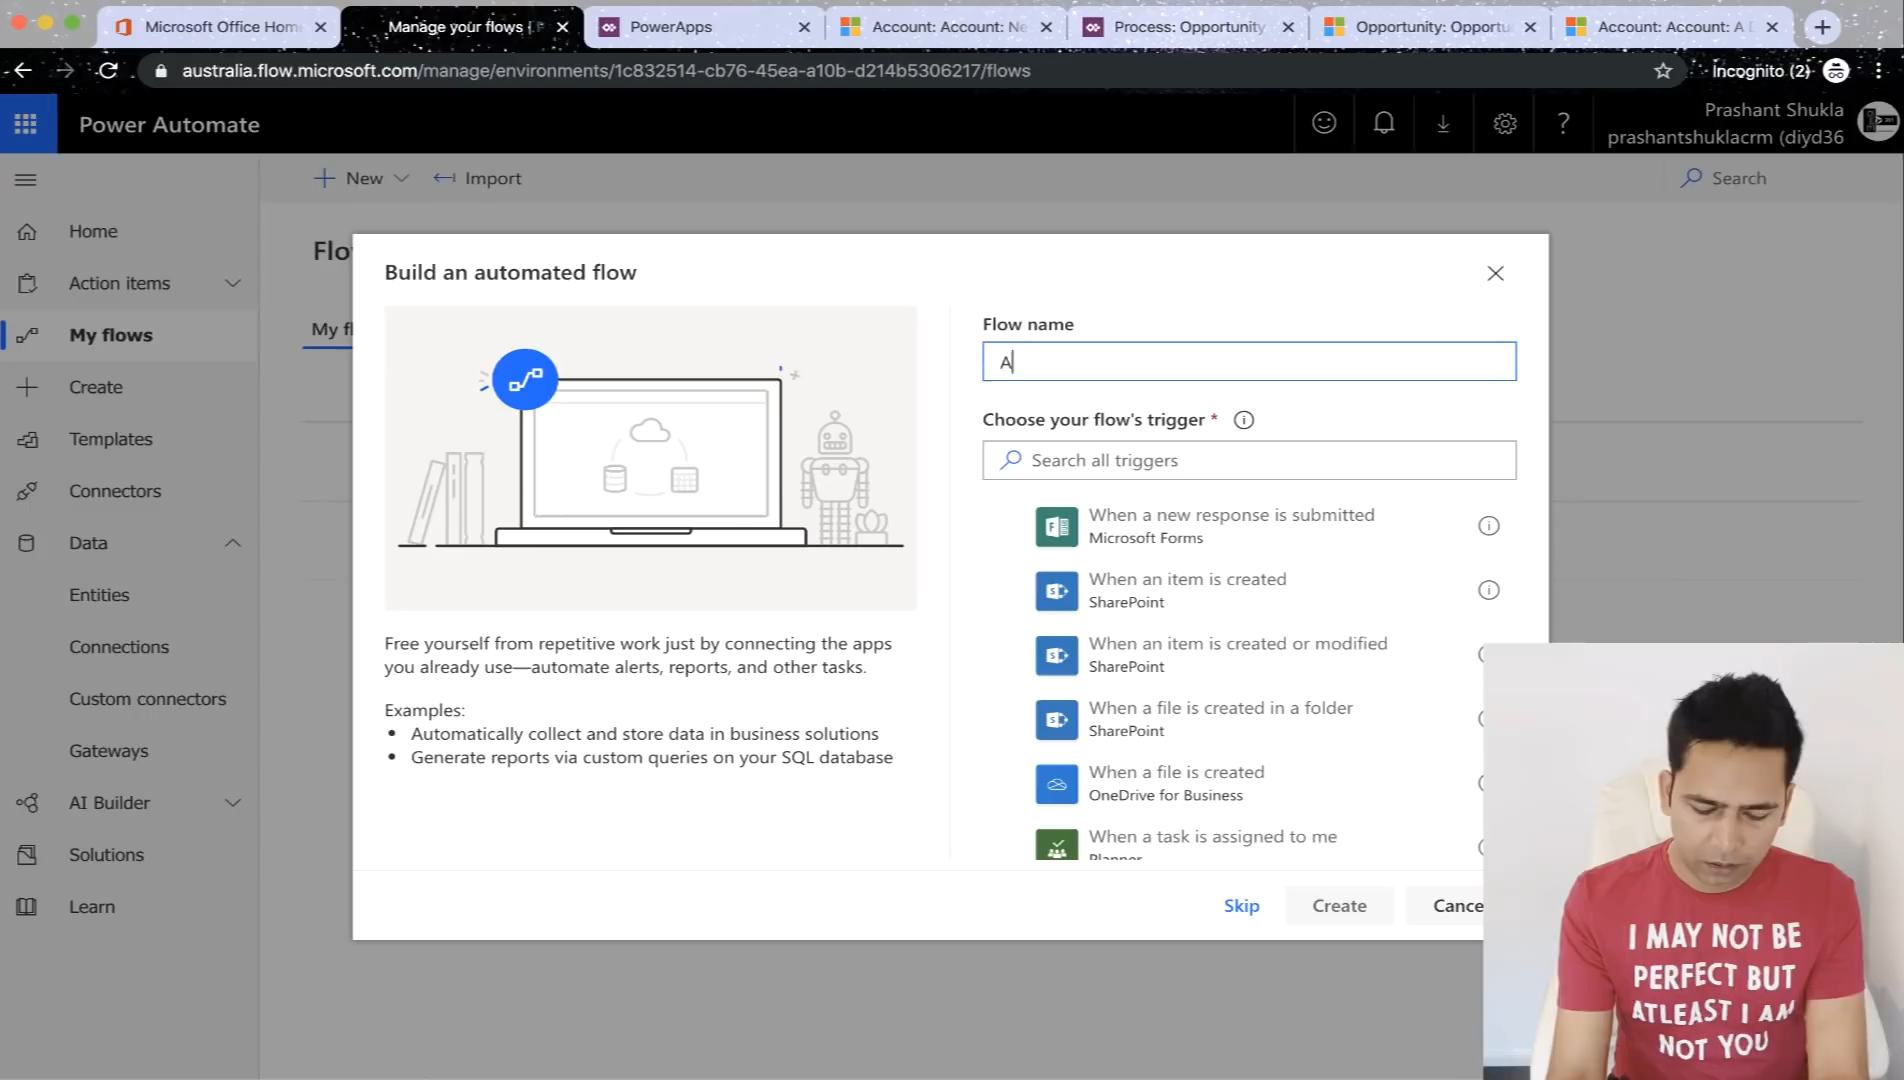 Microsoft Office Home
Manage your flows |
PowerApps
Account: Account: Ne
Process: Opportunity
Opportunity: Opportu
Account: Account: A
australia.flow.microsoft.com/manage/environments/1c832514-cb76-45ea-a10b-d214b5306217/flows
Incognito (2)
Power Automate
?
Prashant Shukla
prashantshuklacrm (diyd36
New
Import
Search
Home
Action items
My flows
Create
Templates
Connectors
Data
Entities
Connections
Custom connectors
Gateways
AI Builder
Solutions
Learn
Flo
My fl
Build an automated flow
Free yourself from repetitive work just by connecting the apps
you already use—automate alerts, reports, and other tasks.
Examples:
• Automatically collect and store data in business solutions
• Generate reports via custom queries on your SQL database
Flow name
A
Choose your flow's trigger *
Search all triggers
When a new response is submitted
Microsoft Forms
When an item is created
SharePoint
When an item is created or modified
SharePoint
When a file is created in a folder
SharePoint
When a file is created
OneDrive for Business
When a task is assigned to me
Planner
Skip
Create
Cance
I MAY NOT BE
PERFECT BUT
ATLEAST I AM
NOT YOU